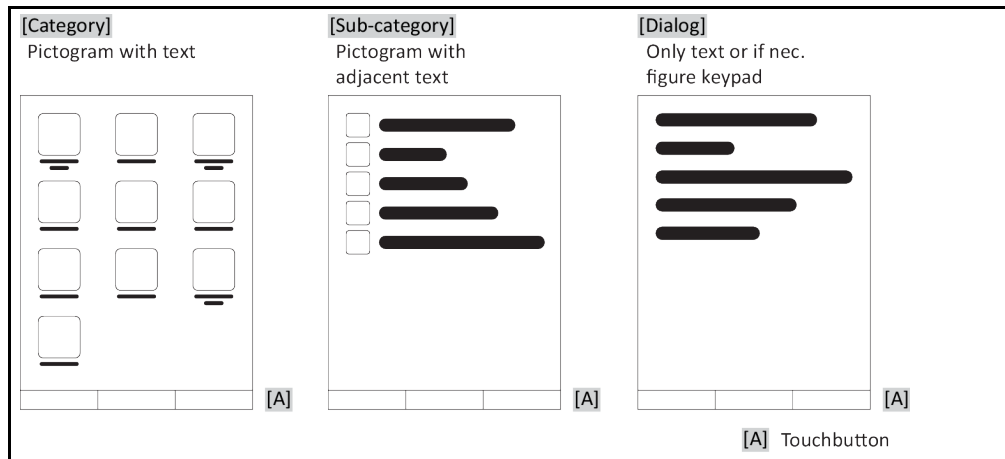 [Category]
Pictogram with text
[Sub-category]
Pictogram with
adjacent text
[Dialog]
Only text or if nec.
figure keypad
[A]
[A]
[A]
[A] Touchbutton